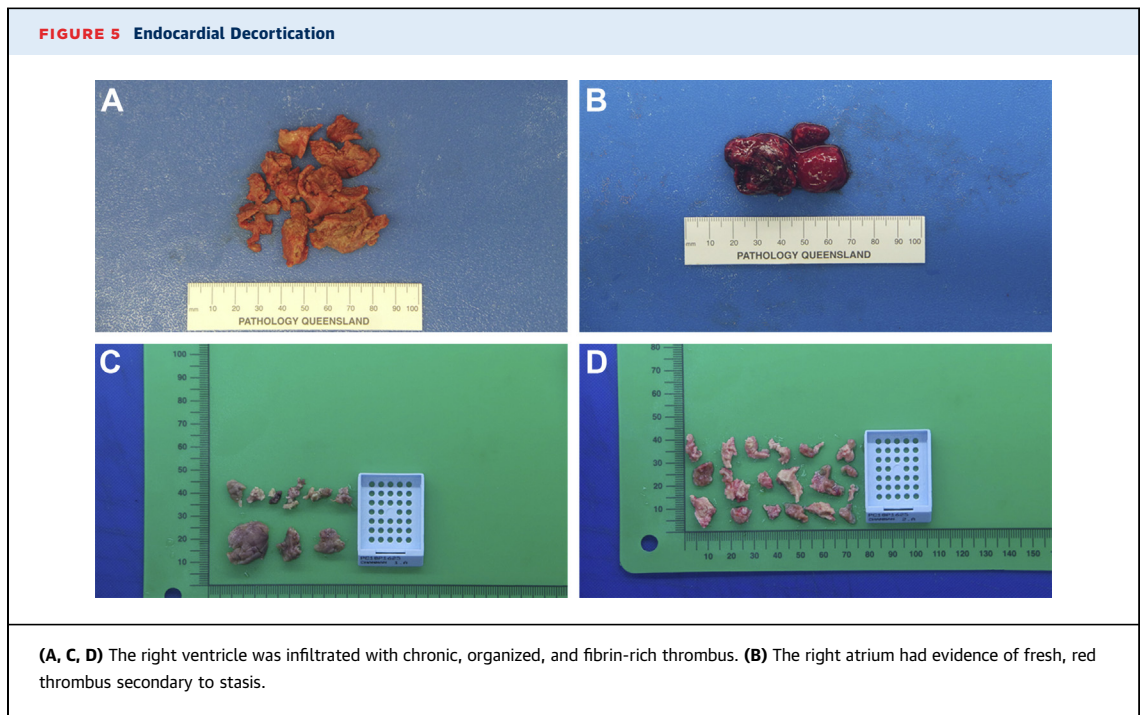 FIGURE 5 Endocardial Decortication
A
B
mm 10 20 30 40 50 60 70 80 90 100
PATHOLOGY QUEENSLAND
mm 10 20 30 40 50 60 70 80 90 100
PATHOLOGY QUEENSLAND
C
100
90
80
70
60
50
40
30
20
10
D
80
70
60
50
40
30
20
10
10 20 30 40 50 60 70 80 90 100 110 120 130 140 150
(A, C, D) The right ventricle was infiltrated with chronic, organized, and fibrin-rich thrombus. (B) The right atrium had evidence of fresh, red
thrombus secondary to stasis.